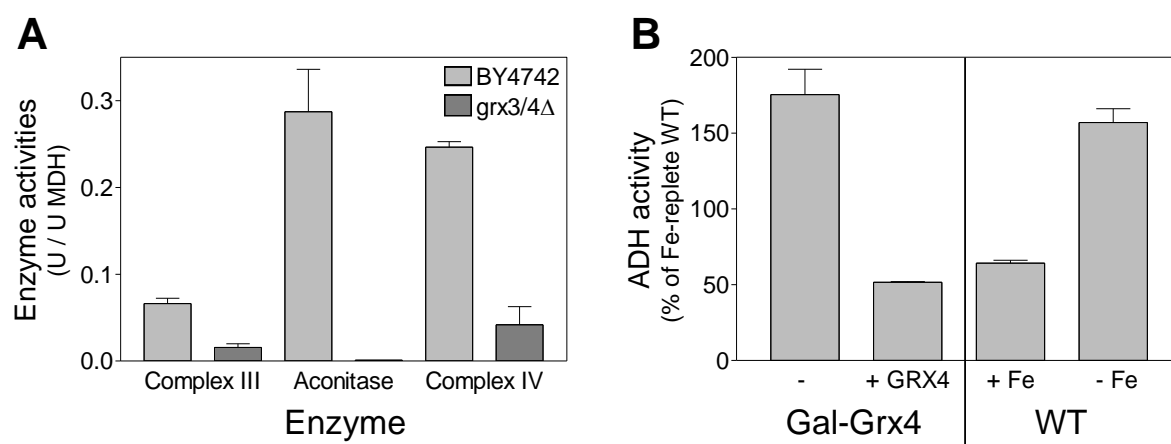 A
Enzyme activities
(U / U MDH)
0.3
0.2
0.1
0.0
BY4742
grx3/4Δ
Complex III
Aconitase
Complex IV
Enzyme
B
ADH activity
(% of Fe-replete WT)
200
150
100
50
0
-
+ GRX4
+ Fe
- Fe
Gal-Grx4
WT